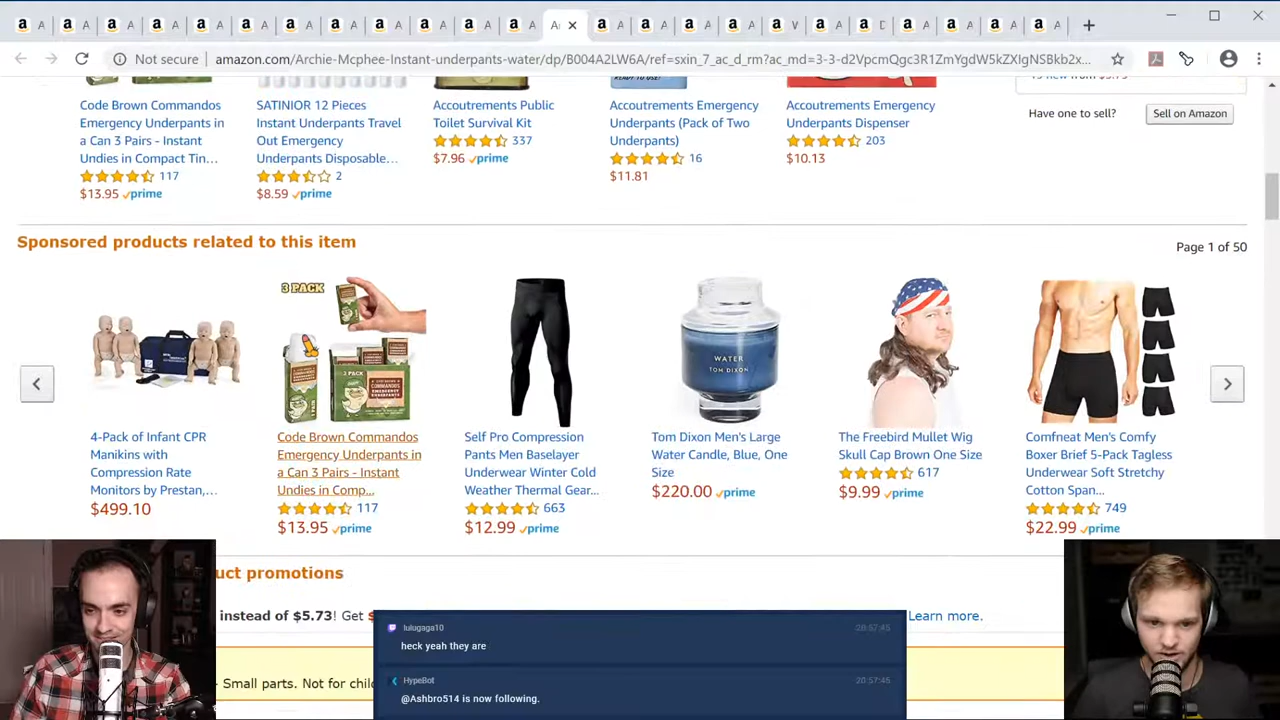 Not secure
amazon.com/Archie-Mcphee-Instant-underpants-water/dp/B004A2LW6A/ref=sxin_7_ac_d_rm?ac_md=3-3-d2VpcmQgc3R1ZmYgdW5kZXIgNSBkb2x...
Code Brown Commandos
Emergency Underpants in
a Can 3 Pairs - Instant
Undies in Compact Tin...
117
$13.95 prime
SATINIOR 12 Pieces
Instant Underpants Travel
Out Emergency
Underpants Disposable...
2
$8.59 prime
Accoutrements Public
Toilet Survival Kit
337
$7.96 prime
READY TO USE!
Accoutrements Emergency
Underpants (Pack of Two
Underpants)
16
$11.81
Accoutrements Emergency
Underpants Dispenser
203
$10.13
Have one to sell?
Sell on Amazon
Sponsored products related to this item
Page 1 of 50
4-Pack of Infant CPR
Manikins with
Compression Rate
Monitors by Prestan,...
$499.10
3 PACK
Code Brown Commandos
Emergency Underpants in
a Can 3 Pairs - Instant
Undies in Comp...
117
$13.95 prime
Self Pro Compression
Pants Men Baselayer
Underwear Winter Cold
Weather Thermal Gear...
663
$12.99 prime
WATER
TOM DIXON
Tom Dixon Men's Large
Water Candle, Blue, One
Size
$220.00 prime
The Freebird Mullet Wig
Skull Cap Brown One Size
617
$9.99 prime
Comfneat Men's Comfy
Boxer Brief 5-Pack Tagless
Underwear Soft Stretchy
Cotton Span...
749
$22.99 prime
uct promotions
instead of $5.73! Get
Learn more.
- Small parts. Not for chil
lulugaga10
20:57:45
heck yeah they are
HypeBot
20:57:45
@Ashbro514 is now following.